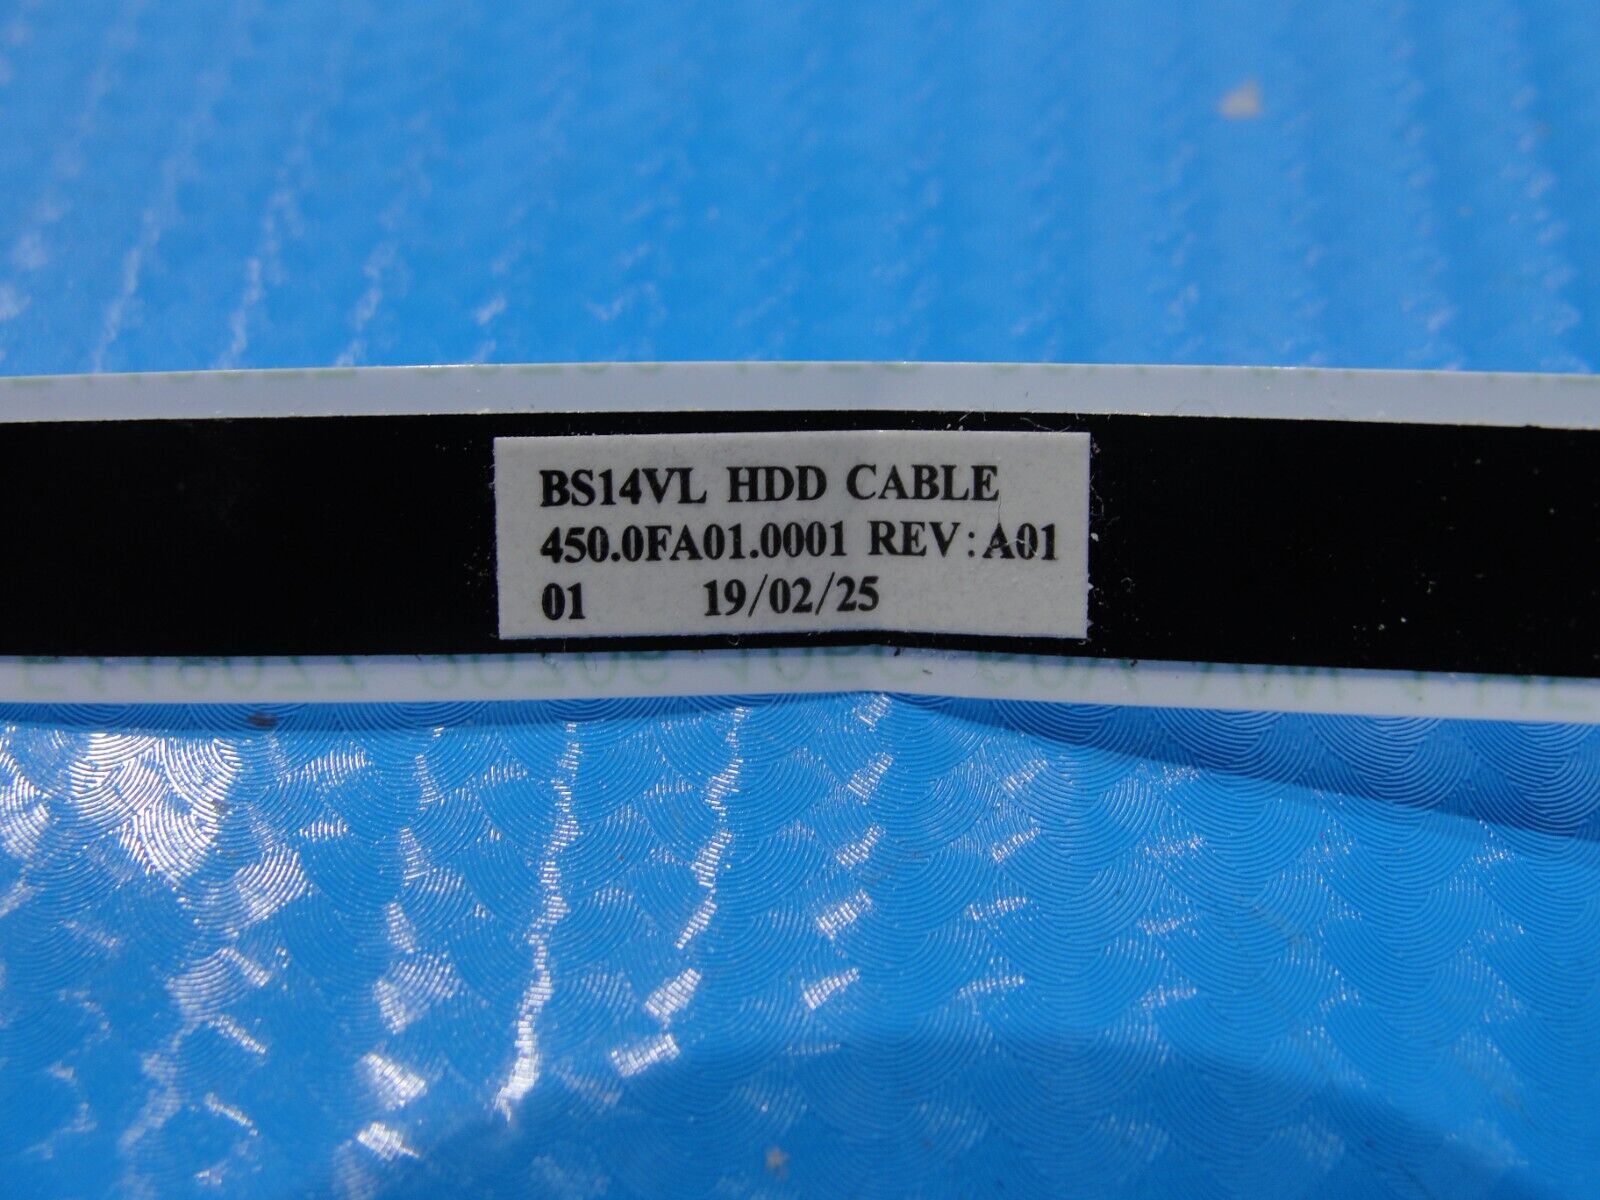 BS14VL HDD CABLE
450.0FA01.0001 REV:A01
01 19/02/25